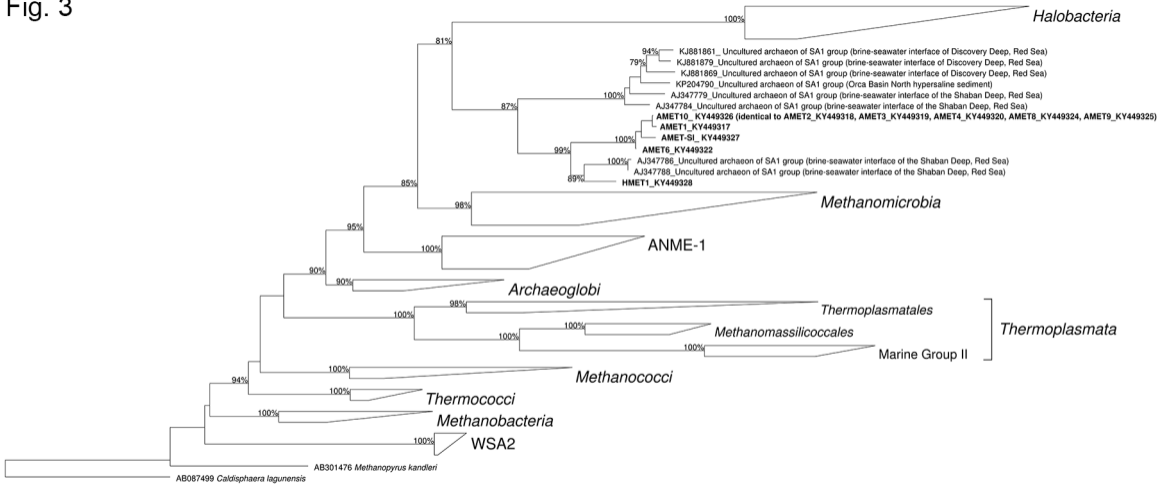 Fig. 3
100%
Halobacteria
81%
94%
KJ881861_ Uncultured archaeon of SA1 group (brine-seawater interface of Discovery Deep, Red Sea)
79%
KJ881879_Uncultured archaeon of SA1 group (brine-seawater interface of Discovery Deep, Red Sea)
KJ881869_Uncultured archaeon of SA1 group (brine-seawater interface of Discovery Deep, Red Sea)
KP204790_Uncultured archaeon of SA1 group (Orca Basin North hypersaline sediment)
100%
AJ347779_Uncultured archaeon of SA1 group (brine-seawater interface of the Shaban Deep, Red Sea)
87%
AJ347784_Uncultured archaeon of SA1 group (brine-seawater interface of the Shaban Deep, Red Sea)
AMET10_KY449326 (identical to AMET2_KY449318, AMET3_KY449319, AMET4_KY449320, AMET8_KY449324, AMET9_KY449325)
AMET1_KY449317
100%
AMET-SI_ KY449327
99%
AMET6_KY449322
100%
AJ347786_Uncultured archaeon of SA1 group (brine-seawater interface of the Shaban Deep, Red Sea)
AJ347788_Uncultured archaeon of SA1 group (brine-seawater interface of the Shaban Deep, Red Sea)
69%
HMET1_KY449328
85%
98%
Methanomicrobia
95%
100%
ANME-1
90%
90%
Archaeoglobi
98%
Thermoplasmatales
100%
100%
Methanomassilicoccales
Thermoplasmata
100%
100%
Marine Group II
100%
Methanococci
94%
100%
Thermococci
100%
Methanobacteria
100%
WSA2
AB301476 Methanopyrus kandleri
AB087499 Caldisphaera lagunensis